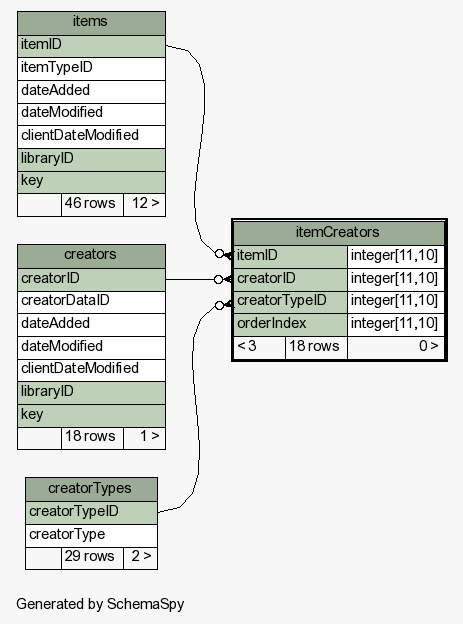 items
itemID
itemTypeID
dateAdded
dateModified
clientDateModified
libraryID
key
46 rows 12 >
creators
creatorID
creatorDataID
dateAdded
dateModified
clientDateModified
libraryID
key
18 rows 1 >
creatorTypes
creatorTypeID
creatorType
29 rows 2 >
itemCreators
itemID integer[11,10]
creatorID integer[11,10]
creatorTypeID integer[11,10]
orderIndex integer[11,10]
< 3 18 rows 0 >
Generated by SchemaSpy